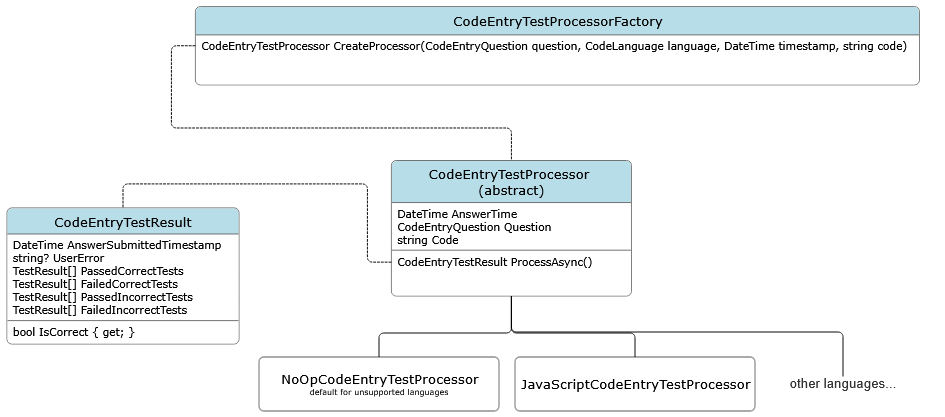 CodeEntryTestProcessorFactory
CodeEntryTestProcessor CreateProcessor(CodeEntryQuestion question, CodeLanguage language, DateTime timestamp, string code)
CodeEntryTestProcessor
(abstract)
DateTime AnswerTime
CodeEntryQuestion Question
string Code
CodeEntryTestResult ProcessAsync()
CodeEntryTestResult
DateTime AnswerSubmittedTimestamp
string? UserError
TestResult[] PassedCorrectTests
TestResult[] FailedCorrectTests
TestResult[] PassedIncorrectTests
TestResult[] FailedIncorrectTests
bool IsCorrect { get; }
NoOpCodeEntryTestProcessor
default for unsupported languages
JavaScriptCodeEntryTestProcessor
other languages...